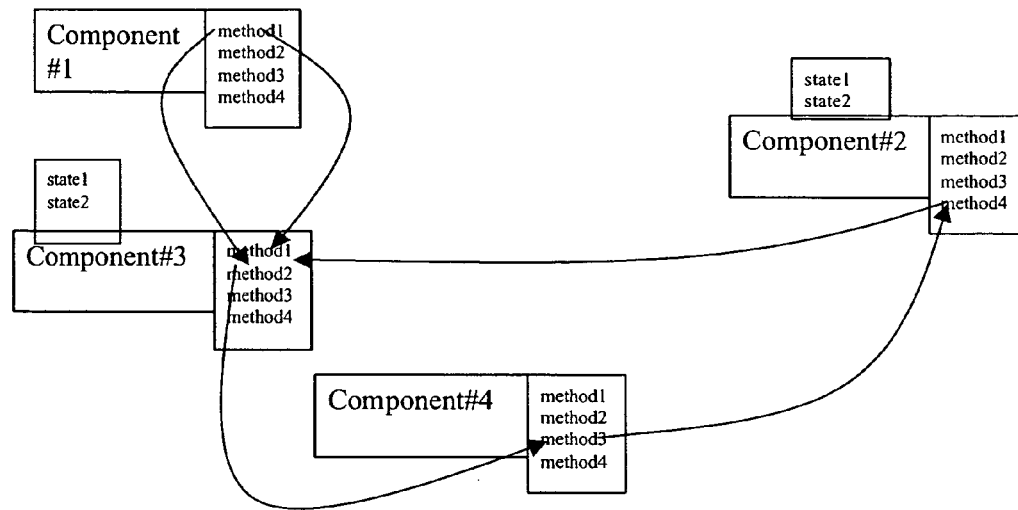 Component
#1
method1
method2
method3
method4
state1
state2
Component#2
method1
method2
method3
method4
state1
state2
Component#3
method1
method2
method3
method4
Component#4
method1
method2
method3
method4